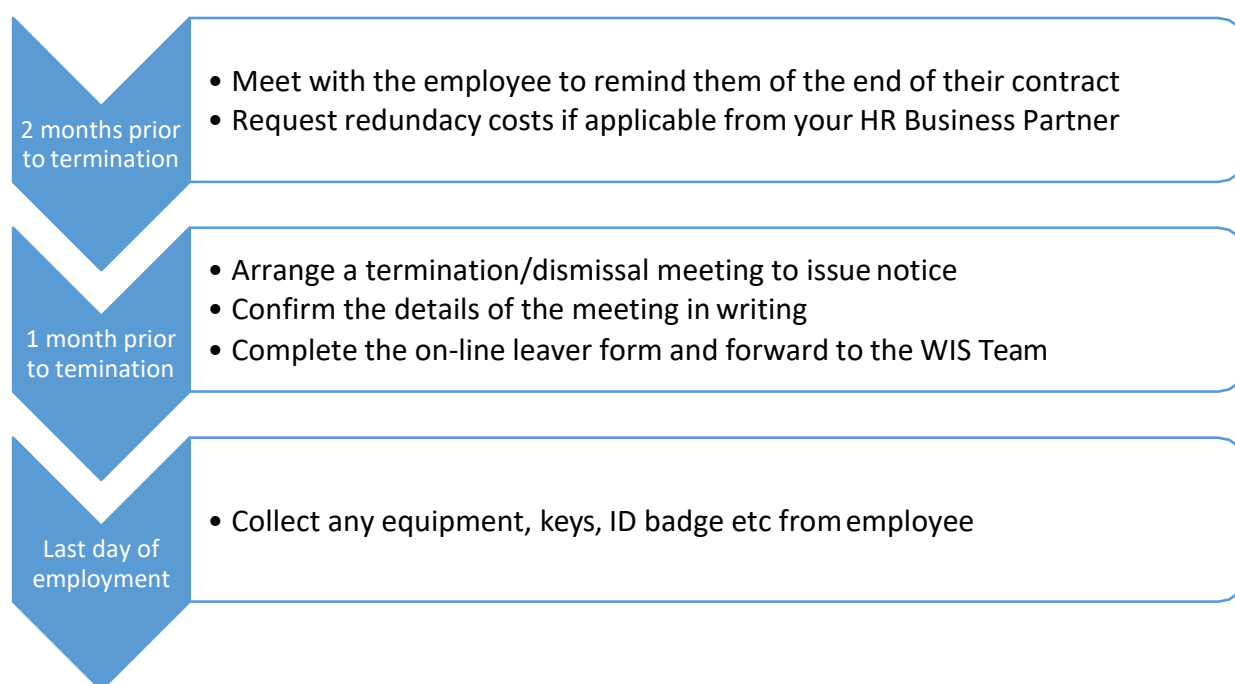 2 months prior
to termination
• Meet with the employee to remind them of the end of their contract
• Request redundacy costs if applicable from your HR Business Partner
1 month prior
to temination
• Arrange a termination/dismissal meeting to issue notice
• Confirm the details of the meeting in writing
• Complete the on-line leaver form and forward to the WIS Team
Last day of
employment
• Collect any equipment, keys, ID badge etc from employee